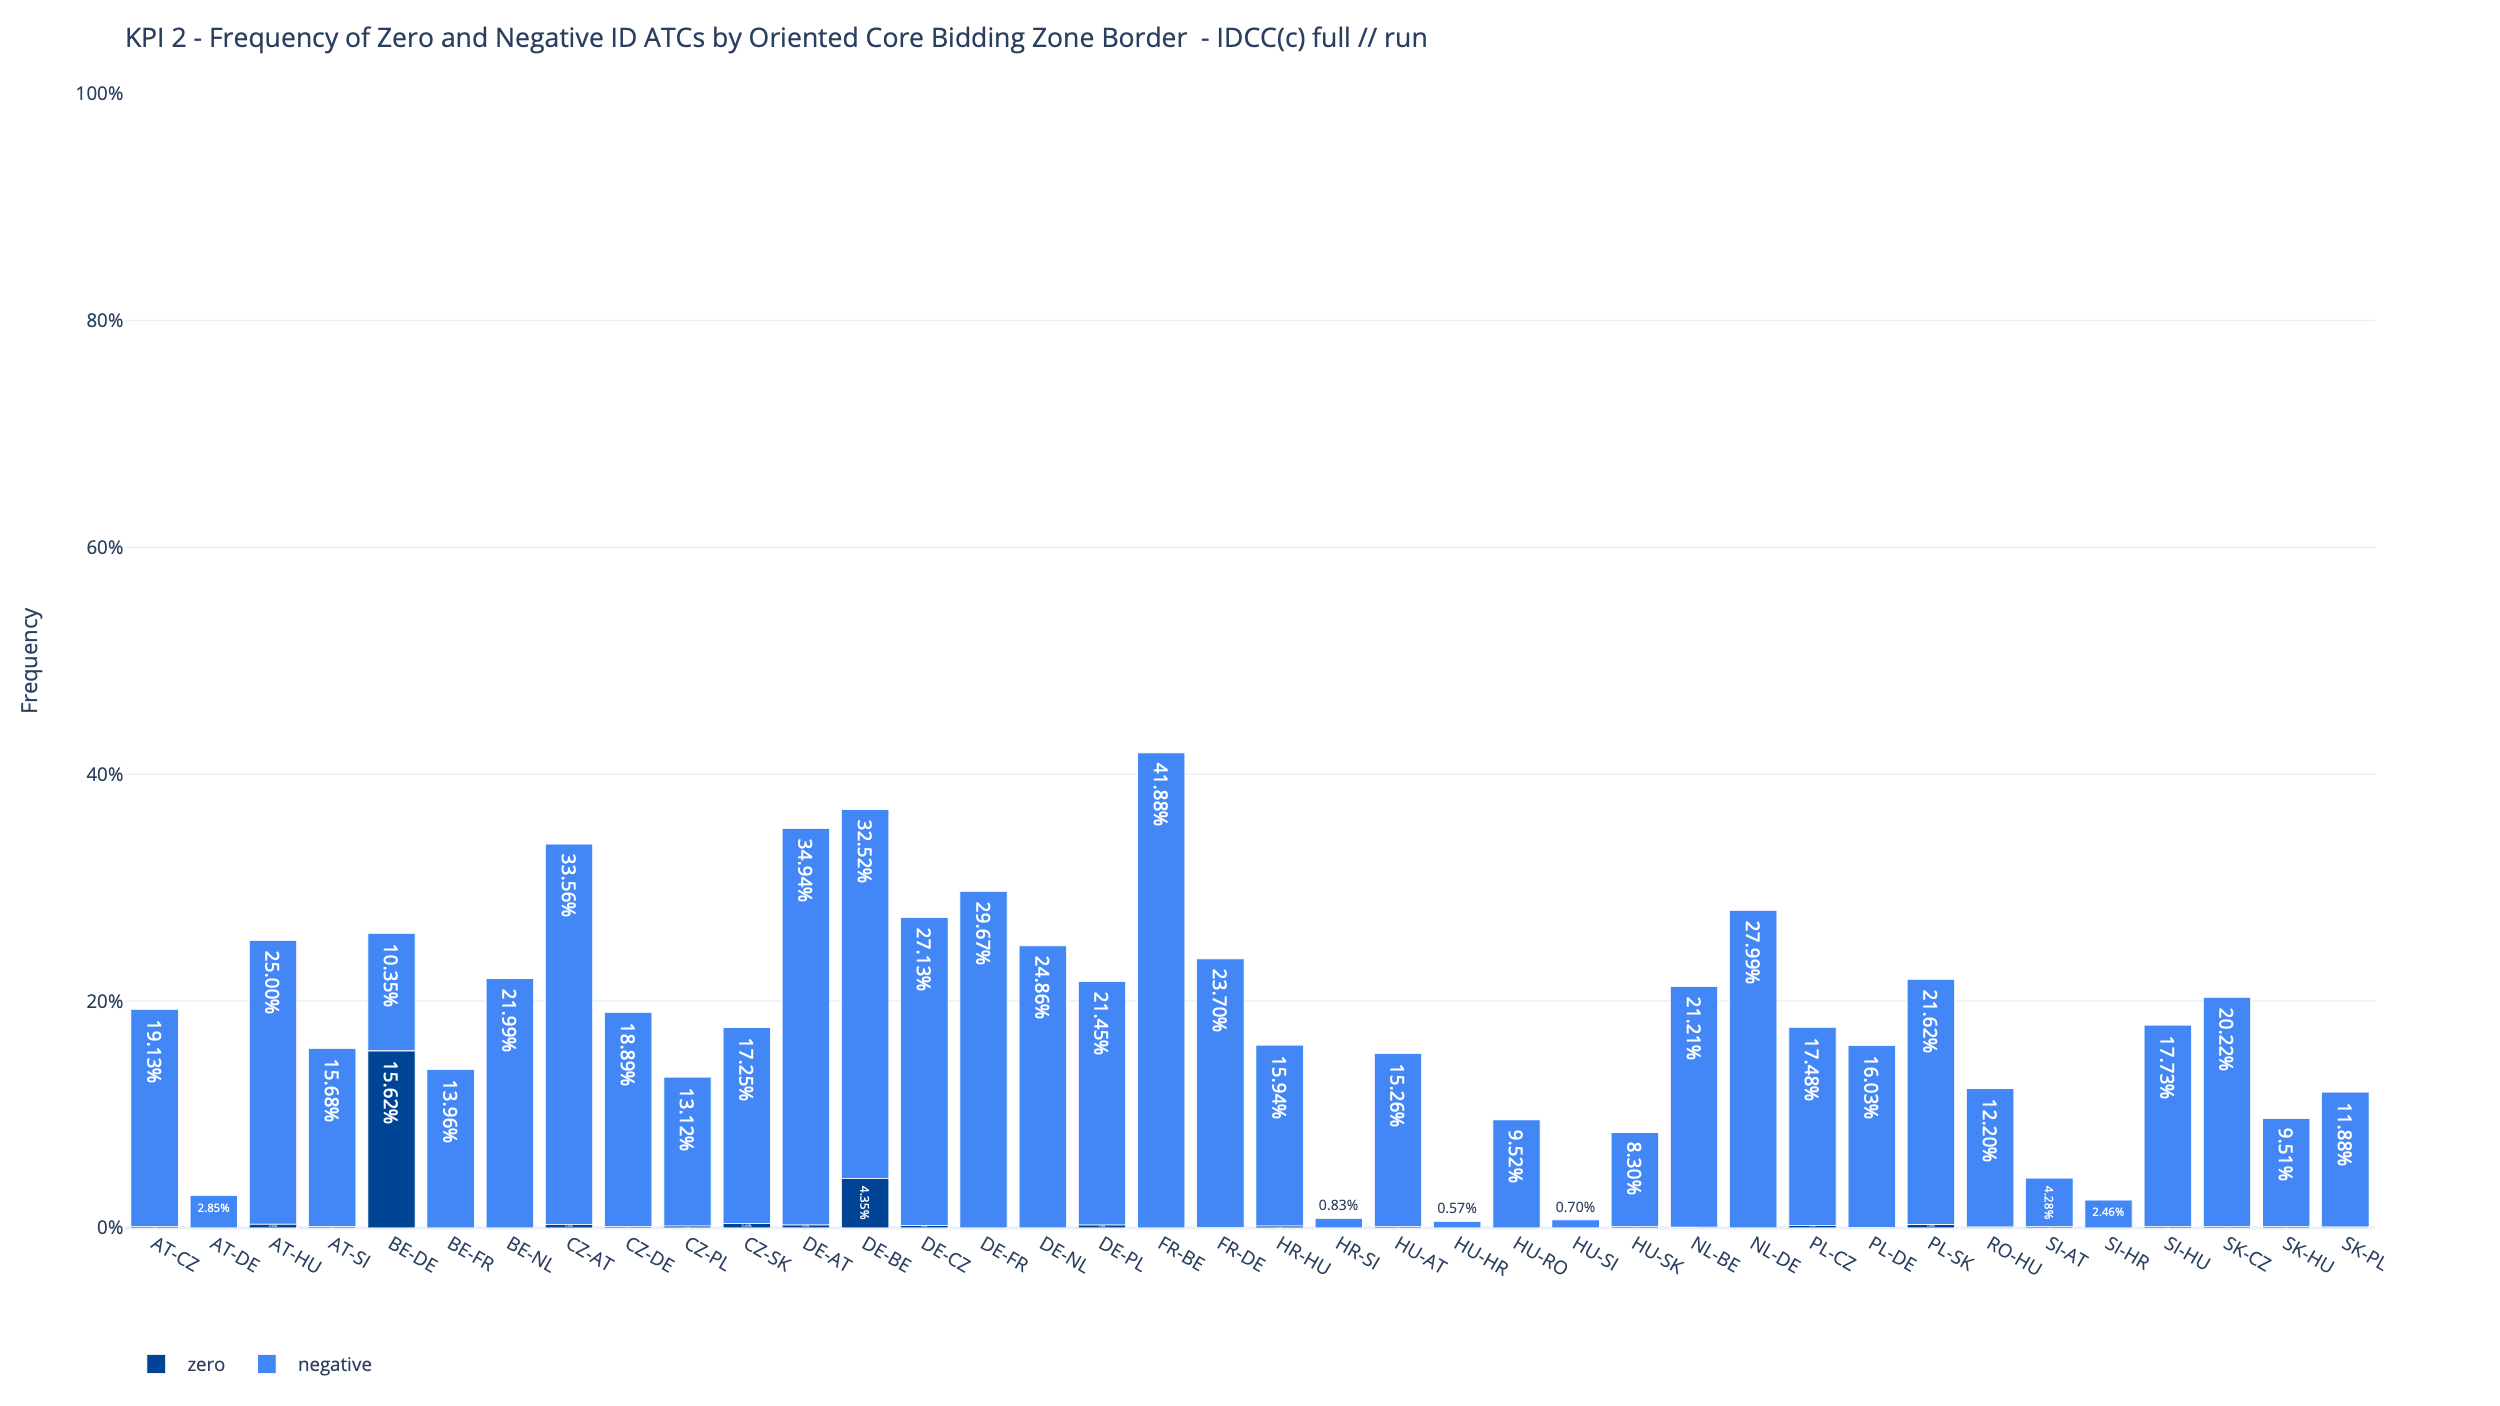 KPI 2 - Frequency of Zero and Negative ID ATCs by Oriented Core Bidding Zone Border - IDCC(c) full // run
100%
80%
60%
40%
20%
0%
Frequency
19.13%
2.85%
25.00%
15.68%
10.35%
15.62%
13.96%
21.99%
33.56%
18.89%
13.12%
17.25%
34.94%
32.52%
4.35%
27.13%
29.67%
24.86%
21.45%
41.88%
23.70%
15.94%
0.83%
15.26%
0.57%
9.52%
0.70%
8.30%
21.21%
27.99%
17.48%
16.03%
21.62%
12.20%
4.28%
2.46%
17.73%
20.22%
9.51%
11.88%
AT-CZ
AT-DE
AT-HU
AT-SI
BE-DE
BE-FR
BE-NL
CZ-AT
CZ-DE
CZ-PL
CZ-SK
DE-AT
DE-BE
DE-CZ
DE-FR
DE-NL
DE-PL
FR-BE
FR-DE
HR-HU
HR-SI
HU-AT
HU-HR
HU-RO
HU-SI
HU-SK
NL-BE
NL-DE
PL-CZ
PL-DE
PL-SK
RO-HU
SI-AT
SI-HR
SI-HU
SK-CZ
SK-HU
SK-PL
zero
negative